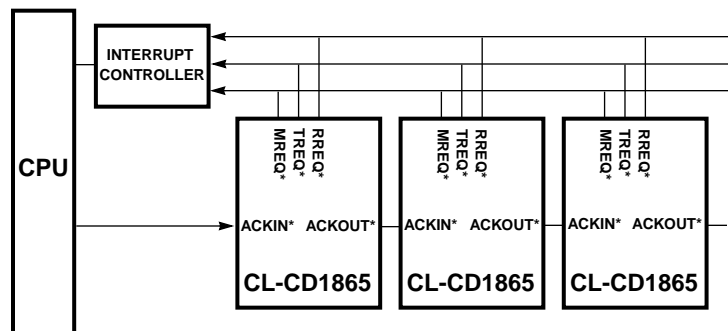 INTERRUPT
CONTROLLER
CPU
MREQ*
TREQ*
RREQ*
MREQ*
TREQ*
RREQ*
MREQ*
TREQ*
RREQ*
ACKIN* ACKOUT*
ACKIN* ACKOUT*
ACKIN* ACKOUT*
CL-CD1865
CL-CD1865
CL-CD1865